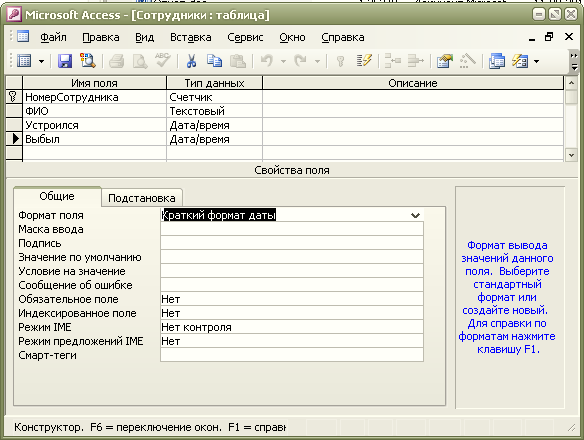 Microsoft Access - [Сотрудники : таблица]
Файл Правка Вид Вставка Сервис Окно Справка
Имя поля Тип данных Описание
НомерСотрудника Счетчик
ФИО Текстовый
Устроился Дата/время
Выбыл Дата/время
Свойства поля
Общие Подстановка
Формат поля Краткий формат даты
Маска ввода
Подпись
Значение по умолчанию
Условие на значение
Сообщение об ошибке
Обязательное поле Нет
Индексированное поле Нет
Режим IME Нет контроля
Режим предложений IME Нет
Смарт-теги
Формат вывода
значений данного
поля. Выберите
стандартный
формат или
создайте новый.
Для справки по
форматам нажмите
клавишу F1.
Конструктор. F6 = переключение окон. F1 = справк